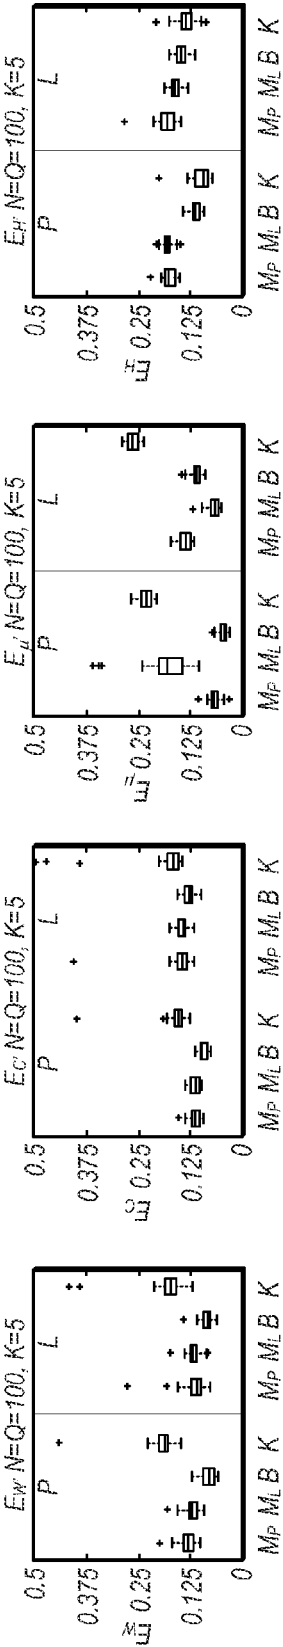 E_W, N=Q=100, K=5
P L
0.5
0.375
0.25
0.125
0
E_W
M_P M_L B K M_P M_L B K
E_C, N=Q=100, K=5
P L
0.5
0.375
0.25
0.125
0
E_C
M_P M_L B K M_P M_L B K
E_μ, N=Q=100, K=5
P L
0.5
0.375
0.25
0.125
0
E_μ
M_P M_L B K M_P M_L B K
E_H, N=Q=100, K=5
P L
0.5
0.375
0.25
0.125
0
E_H
M_P M_L B K M_P M_L B K